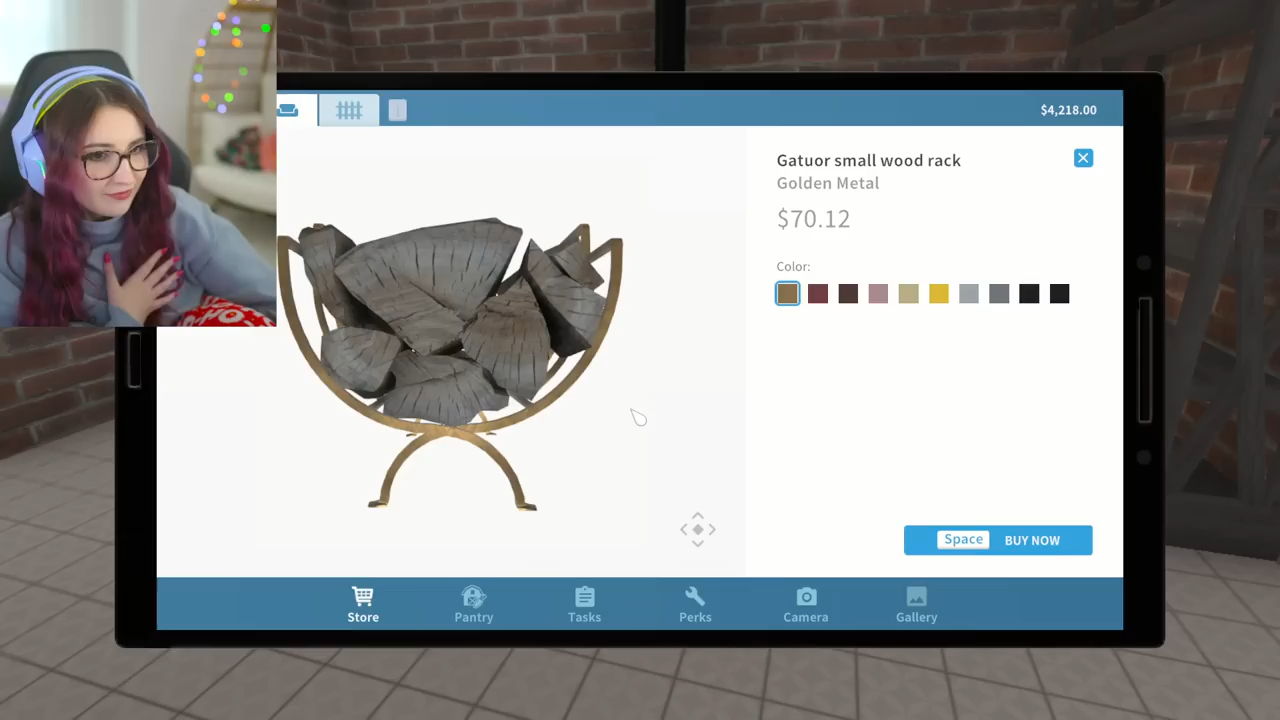 $4,218.00
Gatuor small wood rack
Golden Metal
$70.12
Color:
Space BUY NOW
Store Pantry Tasks Perks Camera Gallery